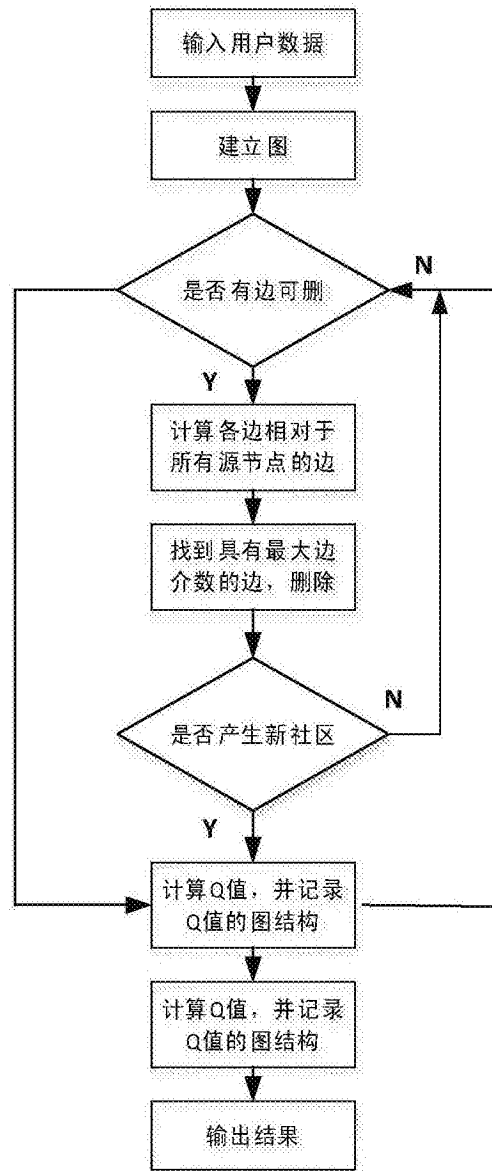 输入用户数据
建立图
是否有边可删
N
Y
计算各边相对于
所有源节点的边
找到具有最大边
介数的边，删除
是否产生新社区
N
Y
计算Q值，并记录
Q值的图结构
计算Q值，并记录
Q值的图结构
输出结果